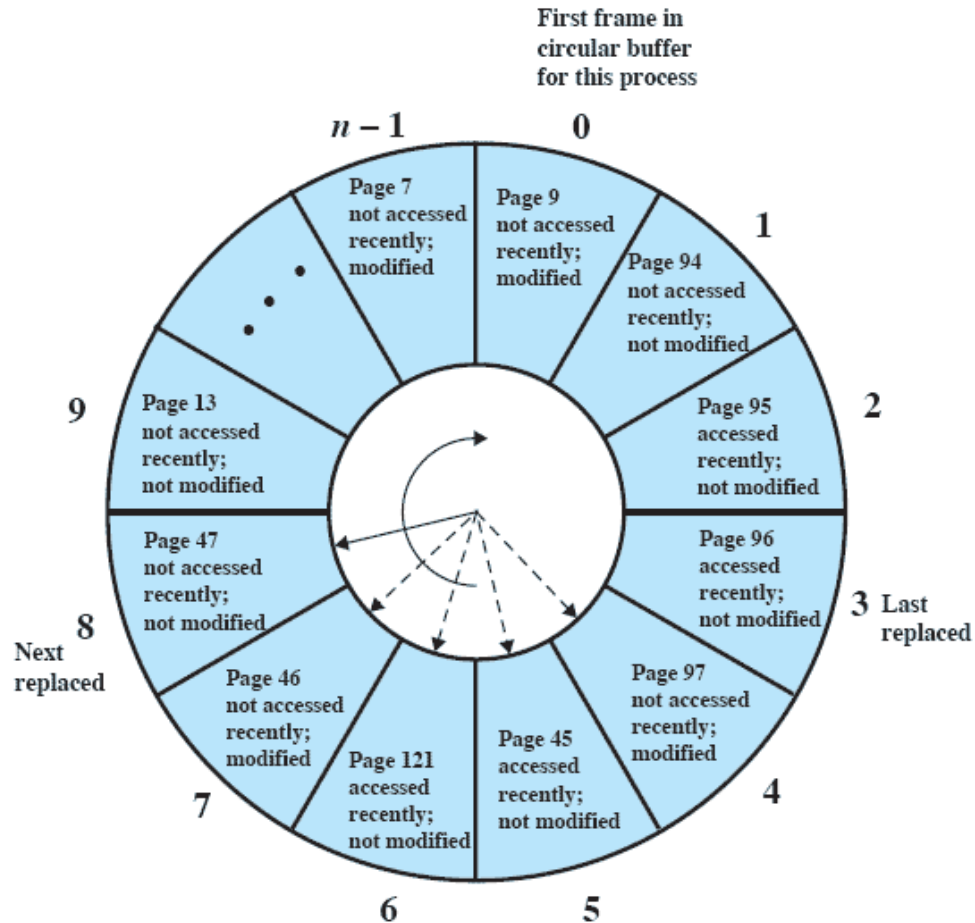 First frame in
circular buffer
for this process
n – 1
0
Page 7
not accessed
recently;
modified
Page 9
not accessed
recently;
modified
1
Page 94
not accessed
recently;
not modified
2
Page 95
accessed
recently;
not modified
3
Last
replaced
Page 96
accessed
recently;
not modified
4
Page 97
not accessed
recently;
modified
5
Page 45
accessed
recently;
not modified
6
Page 121
accessed
recently;
not modified
7
Page 46
not accessed
recently;
modified
8
Next
replaced
Page 47
not accessed
recently;
not modified
9
Page 13
not accessed
recently;
not modified